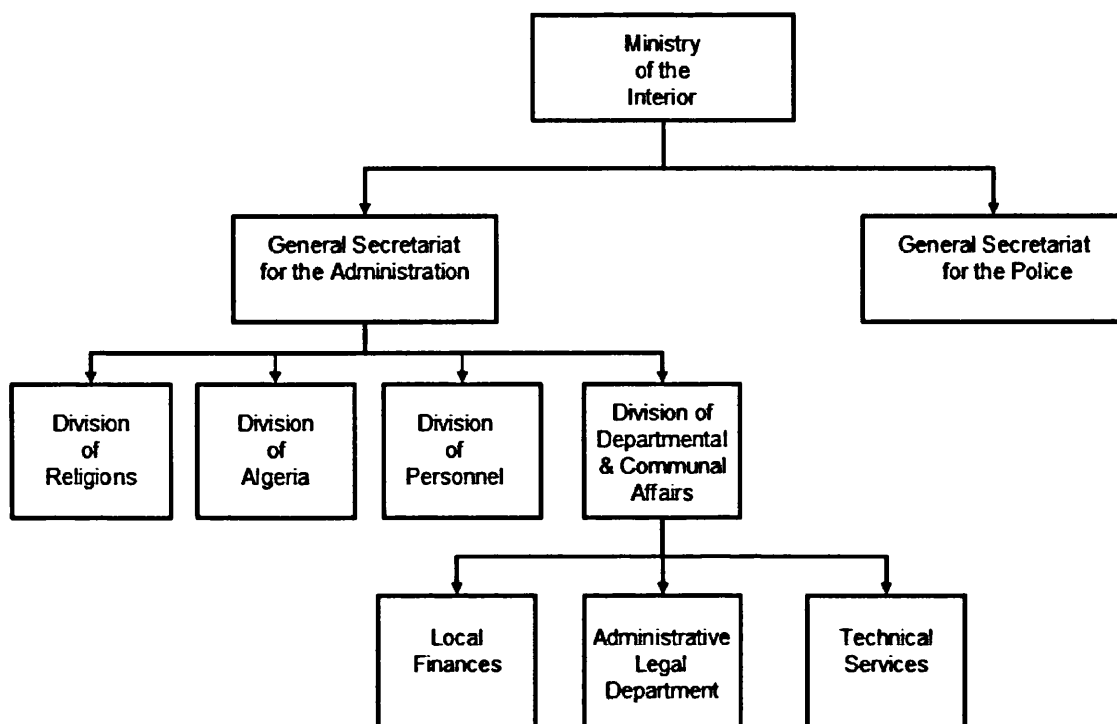 Ministry
of the
Interior
General Secretariat
for the Administration
General Secretariat
for the Police
Division
of
Religions
Division
of
Algeria
Division
of
Personnel
Division of
Departmental
& Communal
Affairs
Local
Finances
Administrative
Legal
Department
Technical
Services